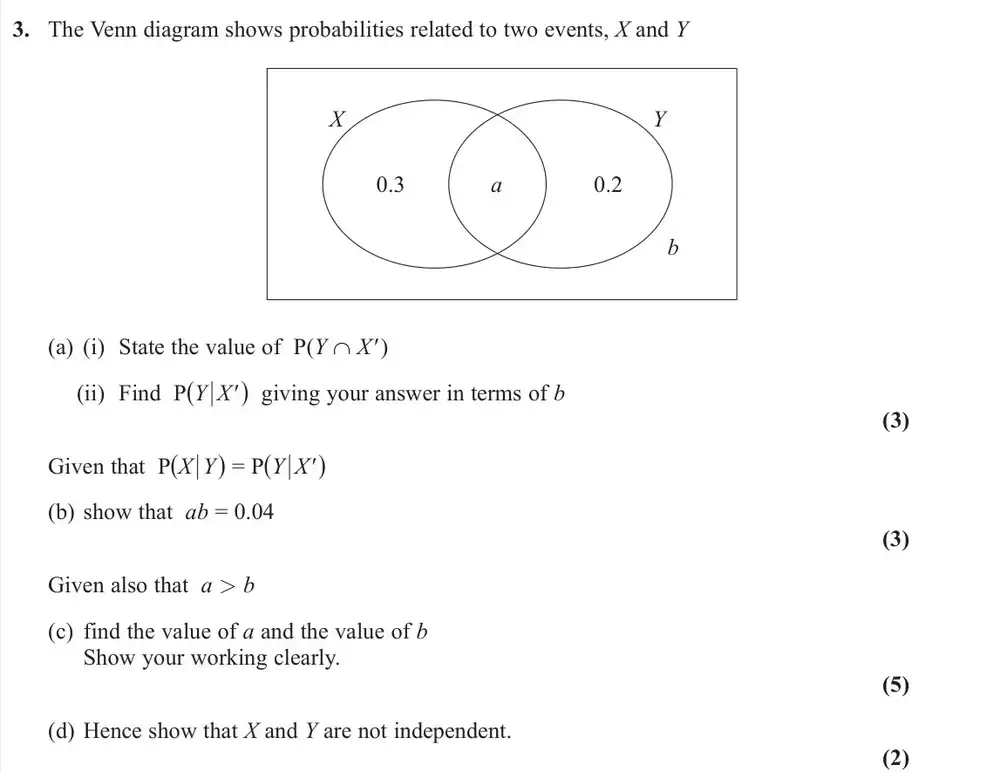 3. The Venn diagram shows probabilities related to two events, X and Y
X
Y
0.3
a
0.2
b
(a) (i) State the value of P(Y ∩ X′)
(ii) Find P(Y|X′) giving your answer in terms of b
(3)
Given that P(X|Y) = P(Y|X′)
(b) show that ab = 0.04
(3)
Given also that a > b
(c) find the value of a and the value of b
Show your working clearly.
(5)
(d) Hence show that X and Y are not independent.
(2)